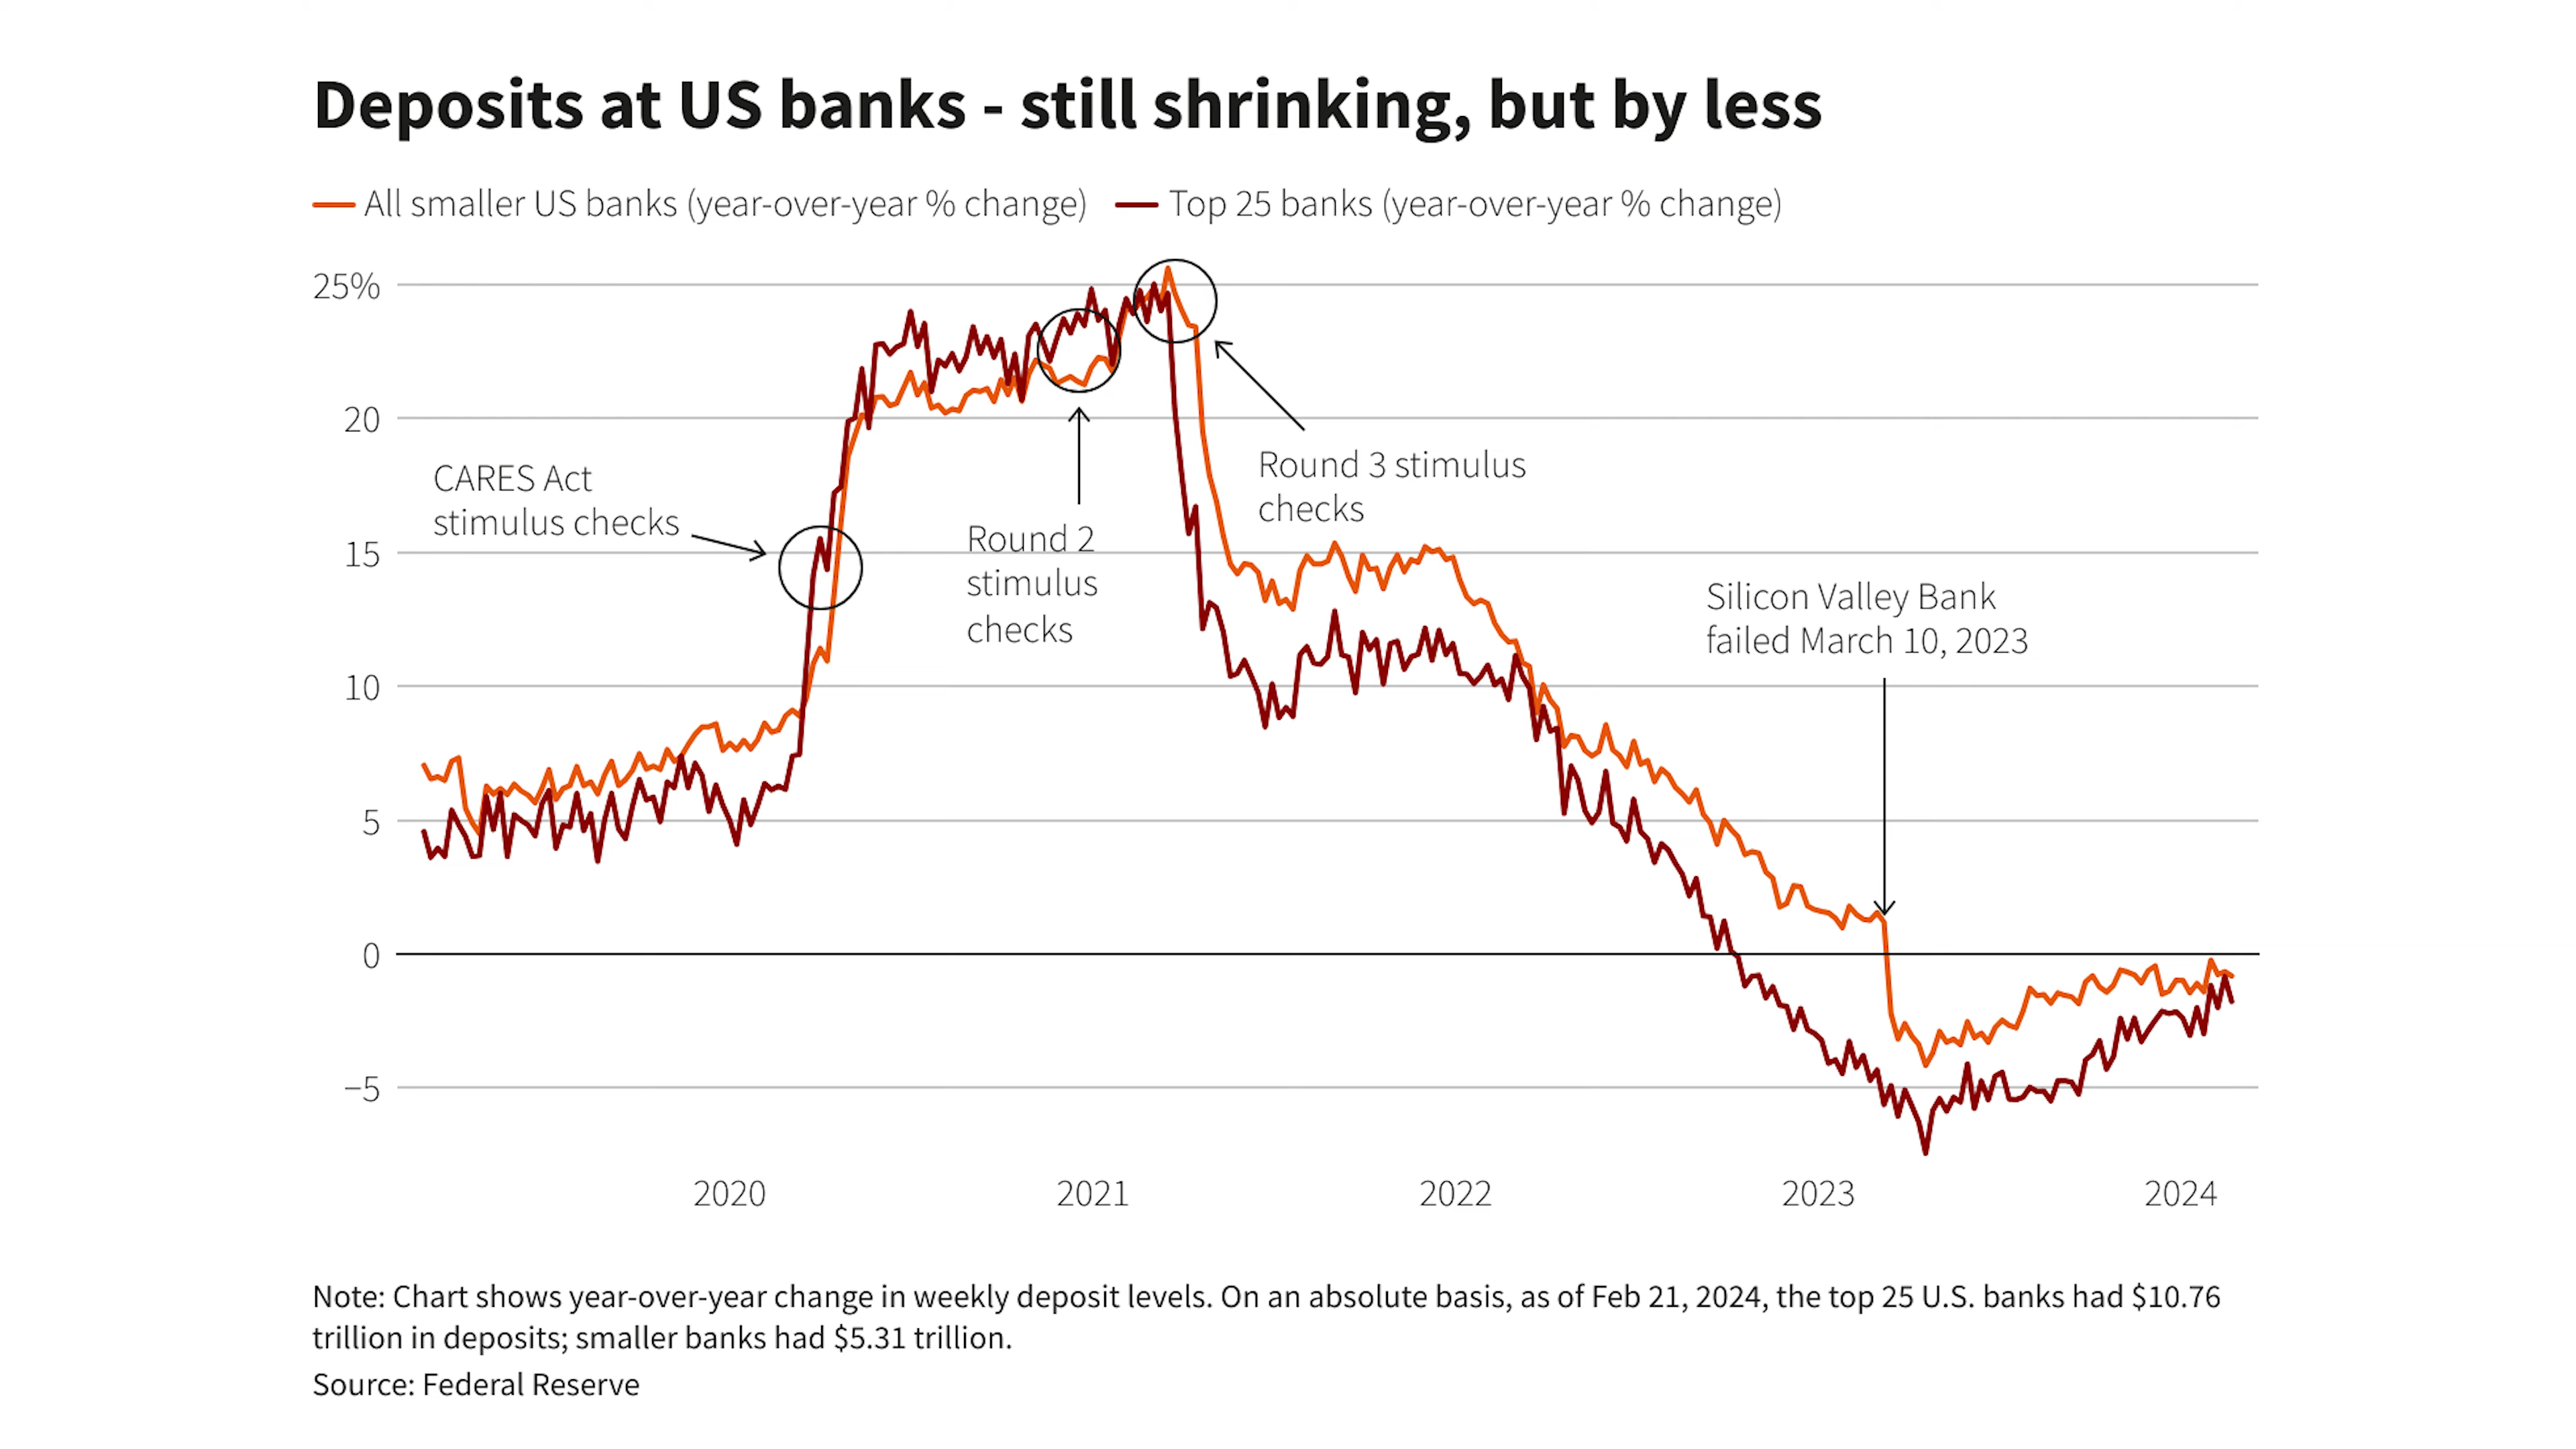 Deposits at US banks - still shrinking, but by less
All smaller US banks (year-over-year % change)
Top 25 banks (year-over-year % change)
25%
20
15
10
5
0
−5
CARES Act
stimulus checks
Round 2
stimulus
checks
Round 3 stimulus
checks
Silicon Valley Bank
failed March 10, 2023
2020
2021
2022
2023
2024
Note: Chart shows year-over-year change in weekly deposit levels. On an absolute basis, as of Feb 21, 2024, the top 25 U.S. banks had $10.76
trillion in deposits; smaller banks had $5.31 trillion.
Source: Federal Reserve